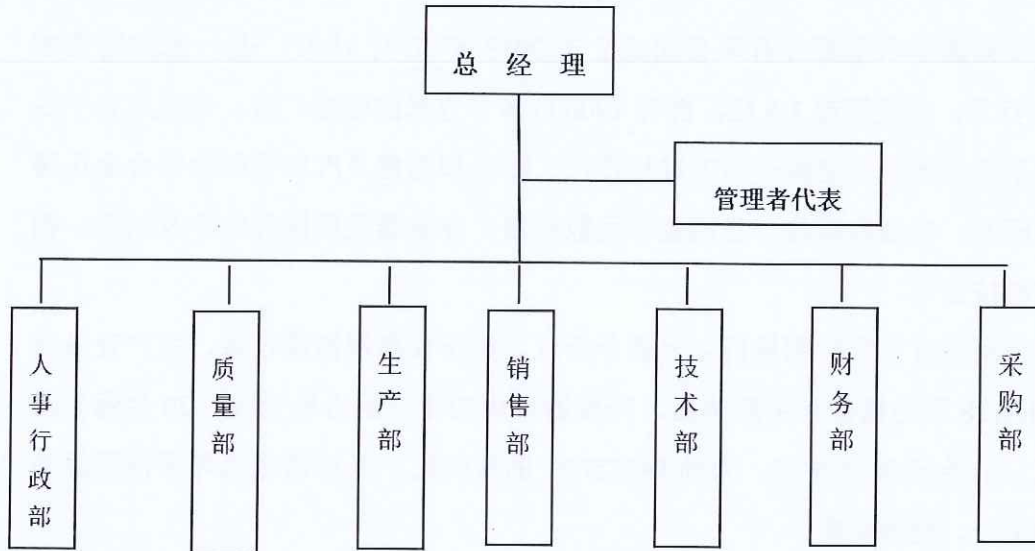 总 经 理
管理者代表
人事行政部
质量部
生产部
销售部
技术部
财务部
采购部